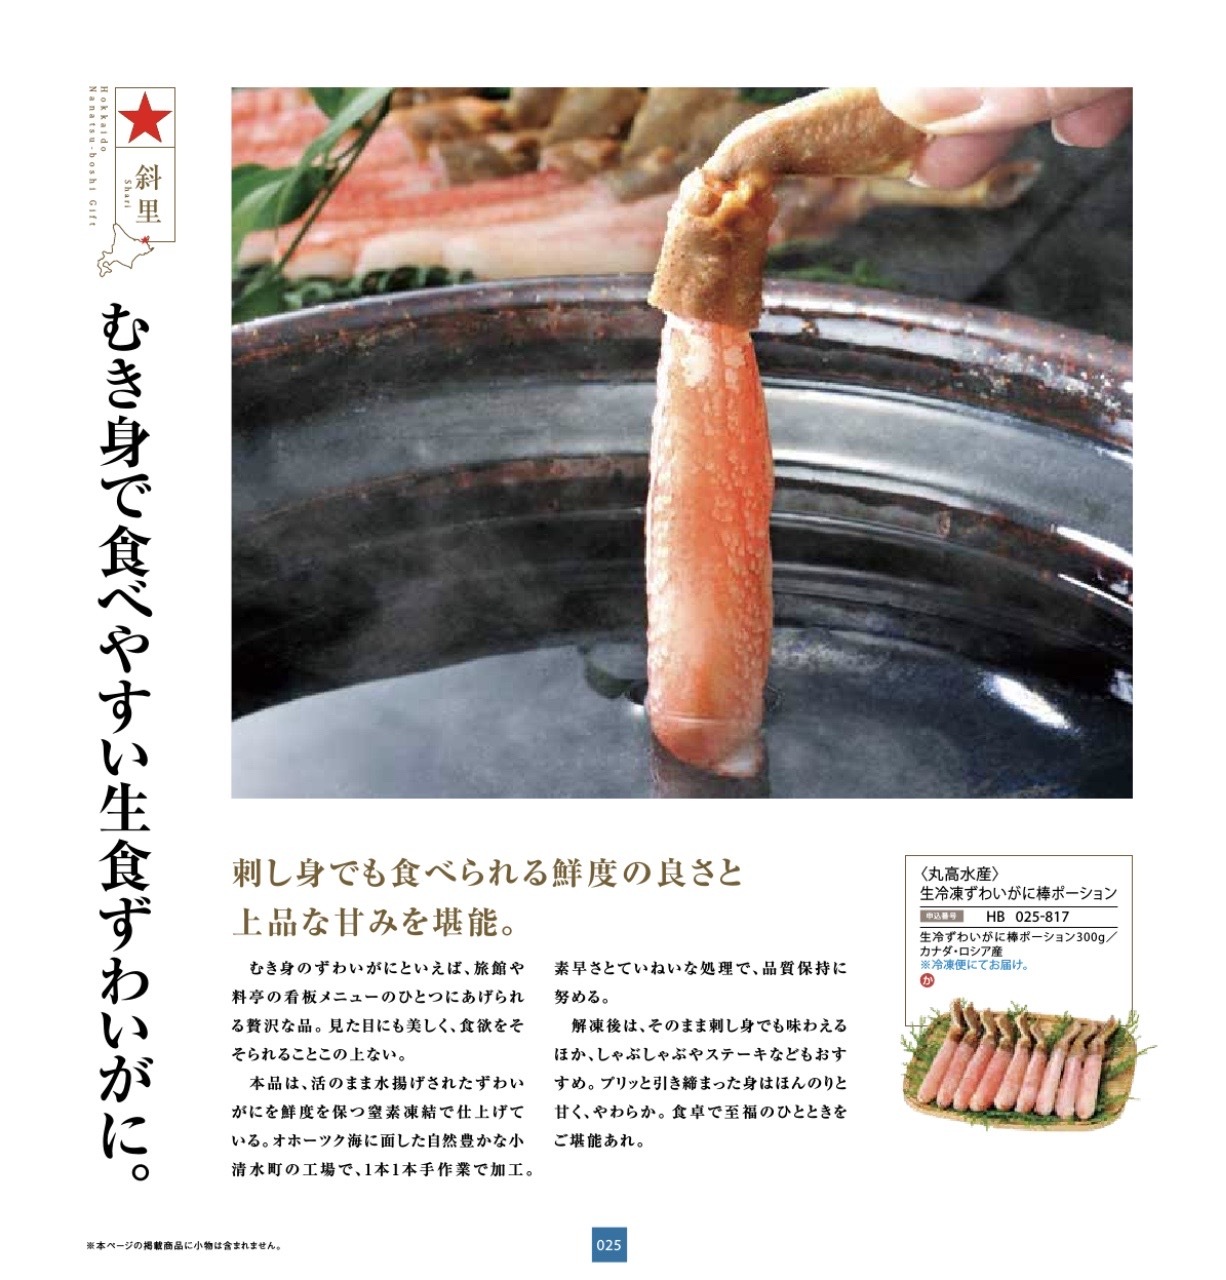 Hokkaido
Nanatsu-boshi Gift
斜里
Shari
むき身で食べやすい生食ずわいがに。
刺し身でも食べられる鮮度の良さと
上品な甘みを堪能。
むき身のずわいがにといえば、旅館や
料亭の看板メニューのひとつにあげられ
る贅沢な品。見た目にも美しく、食欲をそ
そられることこの上ない。
本品は、活のまま水揚げされたずわい
がにを鮮度を保つ窒素凍結で仕上げて
いる。オホーツク海に面した自然豊かな小
清水町の工場で、1本1本手作業で加工。
素早さとていねいな処理で、品質保持に
努める。
解凍後は、そのまま刺し身でも味わえる
ほか、しゃぶしゃぶやステーキなどもおす
すめ。プリッと引き締まった身はほんのりと
甘く、やわらか。食卓で至福のひとときを
ご堪能あれ。
〈丸高水産〉
生冷凍ずわいがに棒ポーション
申込番号 HB 025-817
生冷ずわいがに棒ポーション300g／
カナダ・ロシア産
※冷凍便にてお届け。
か
※本ページの掲載商品に小物は含まれません。
025